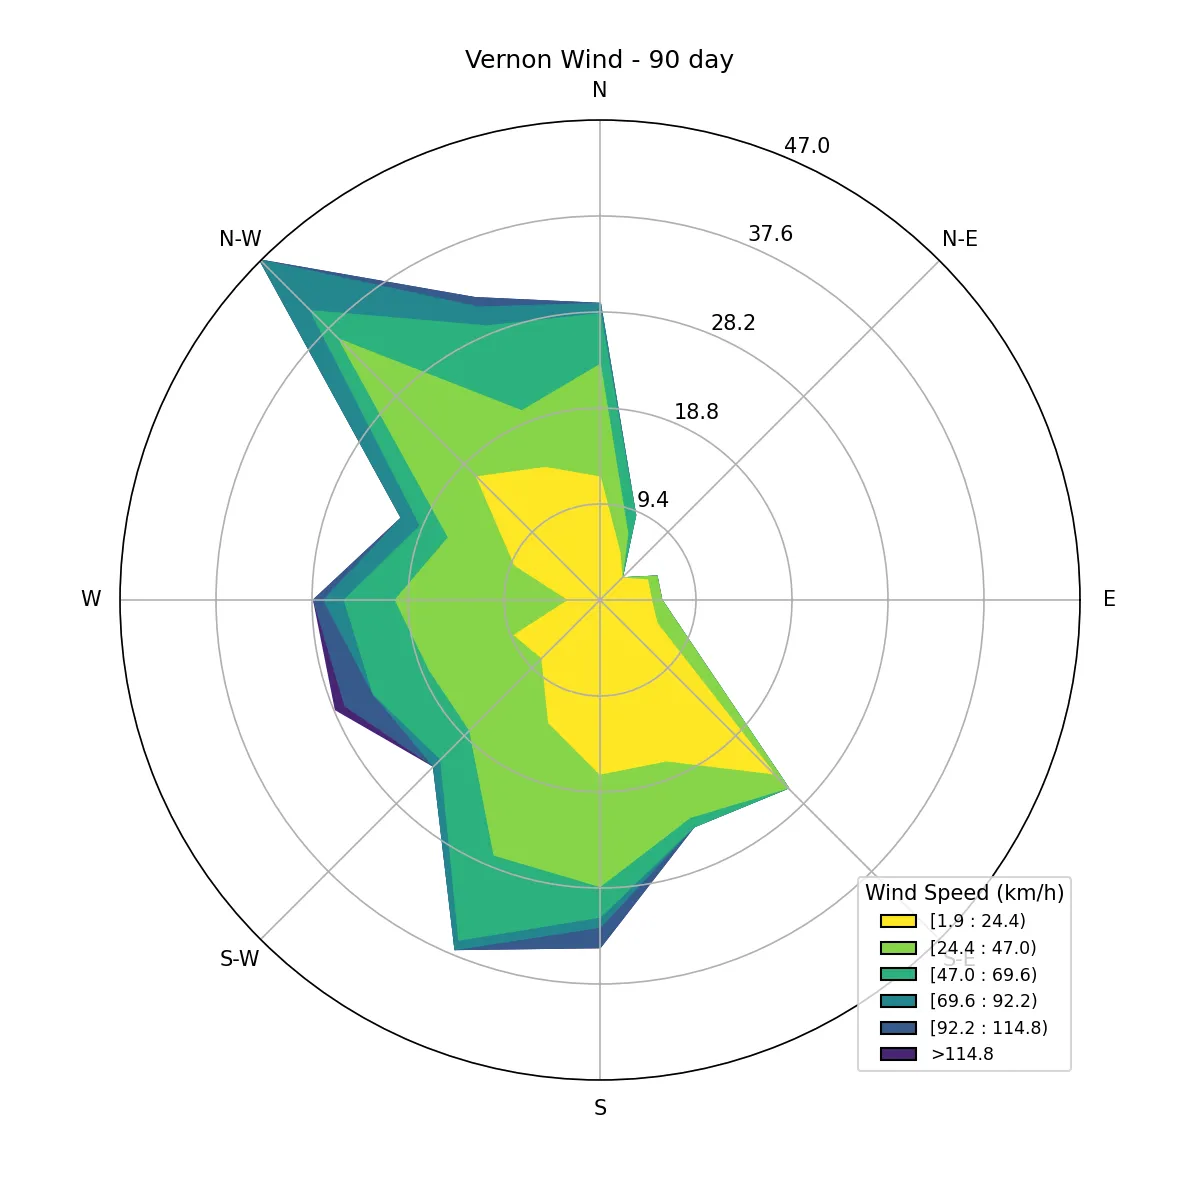 Vernon Wind - 90 day
N
47.0
37.6
N-W
N-E
28.2
18.8
9.4
W
E
S-W
S-E
S
Wind Speed (km/h)
[1.9 : 24.4)
[24.4 : 47.0)
[47.0 : 69.6)
[69.6 : 92.2)
[92.2 : 114.8)
>114.8